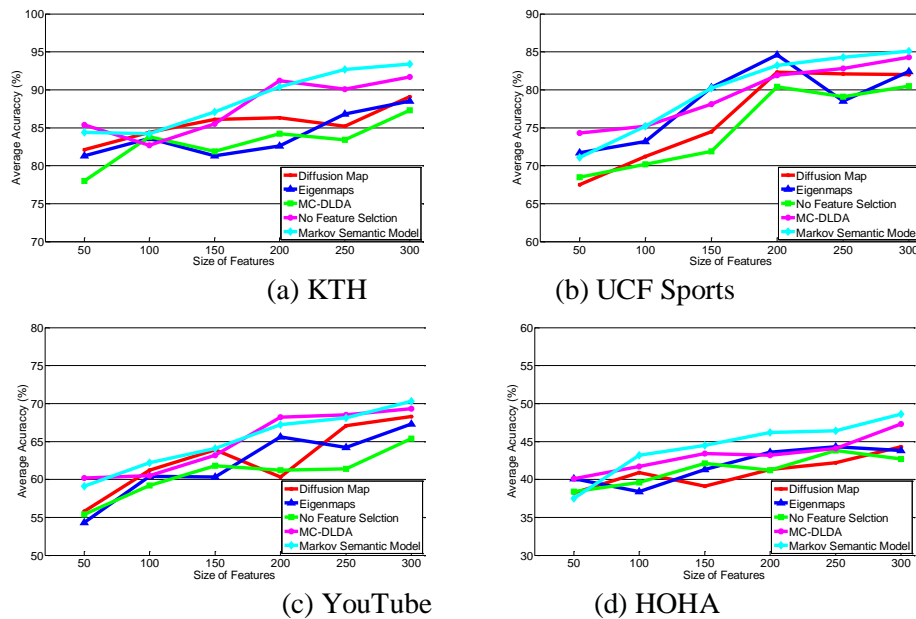 100
95
90
85
80
75
70
65
60
Average Acuraccy (%)
50 100 150 200 250 300
Size of Features
Diffusion Map
Eigenmaps
MC-DLDA
No Feature Selction
Markov Semantic Model
(a) KTH
90
85
80
75
70
65
60
Average Acuraccy (%)
50 100 150 200 250 300
Size of Features
Diffusion Map
Eigenmaps
No Feature Selction
MC-DLDA
Markov Semantic Model
(b) UCF Sports
80
75
70
65
60
55
50
Average Acuraccy (%)
50 100 150 200 250 300
Size of Features
Diffusion Map
Eigenmaps
No Feature Selction
MC-DLDA
Markov Semantic Model
(c) YouTube
60
55
50
45
40
35
30
Average Acuraccy (%)
50 100 150 200 250 300
Size of Features
Diffusion Map
Eigenmaps
No Feature Selction
MC-DLDA
Markov Semantic Model
(d) HOHA